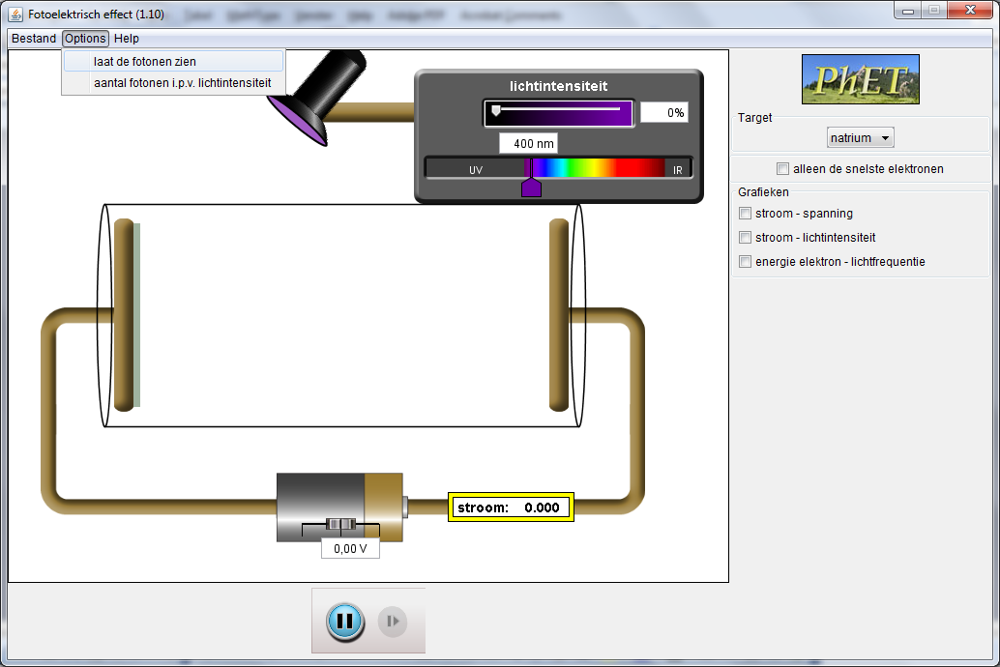 Fotoelektrisch effect (1.10)
Bestand Options Help
laat de fotonen zien
aantal fotonen i.p.v. lichtintensiteit
lichtintensiteit
0%
400 nm
UV IR
stroom: 0.000
0,00 V
PhET
Target
natrium
alleen de snelste elektronen
Grafieken
stroom - spanning
stroom - lichtintensiteit
energie elektron - lichtfrequentie